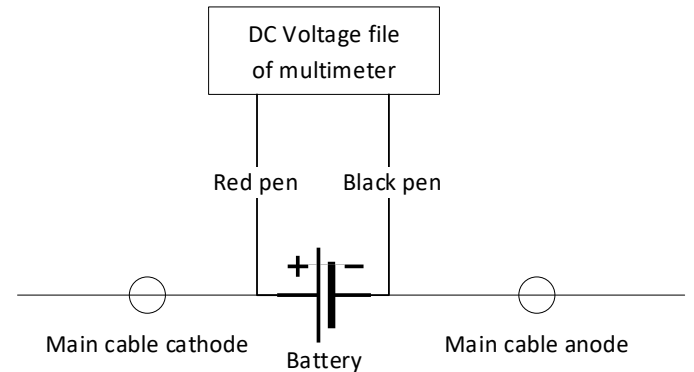 DC Voltage file
of multimeter
Red pen
Black pen
+
−
Main cable cathode
Main cable anode
Battery